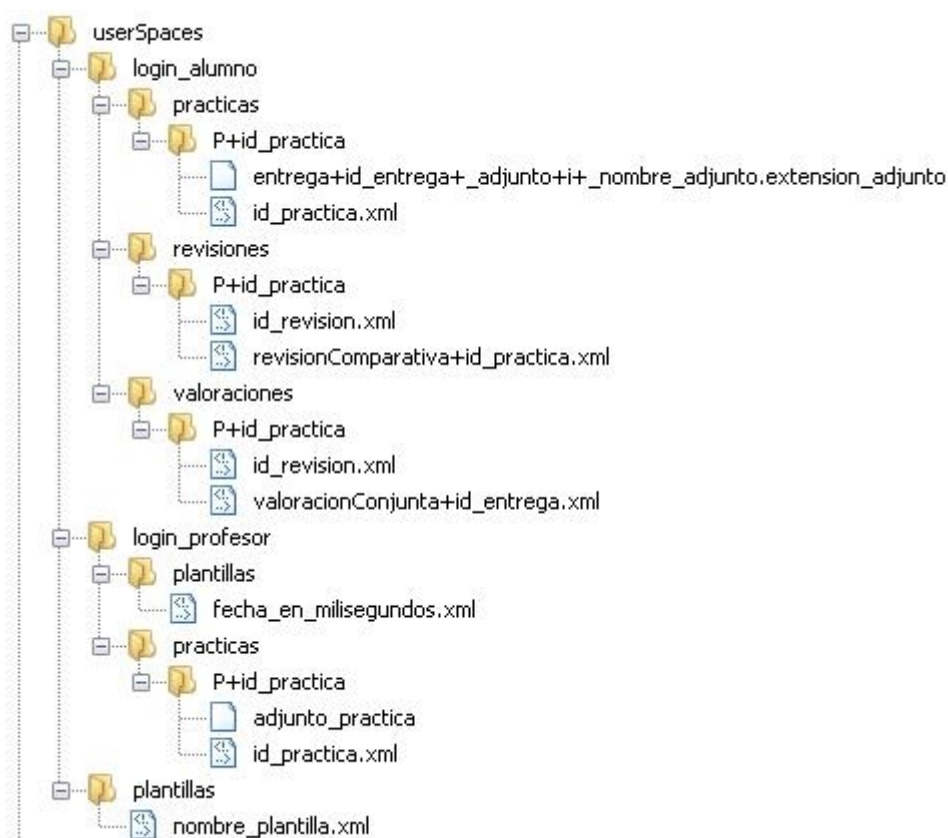 userSpaces
login_alumno
practicas
P+id_practica
entrega+id_entrega+_adjunto+i+_nombre_adjunto.extension_adjunto
id_practica.xml
revisiones
P+id_practica
id_revision.xml
revisionComparativa+id_practica.xml
valoraciones
P+id_practica
id_revision.xml
valoracionConjunta+id_entrega.xml
login_profesor
plantillas
fecha_en_milisegundos.xml
practicas
P+id_practica
adjunto_practica
id_practica.xml
plantillas
nombre_plantilla.xml